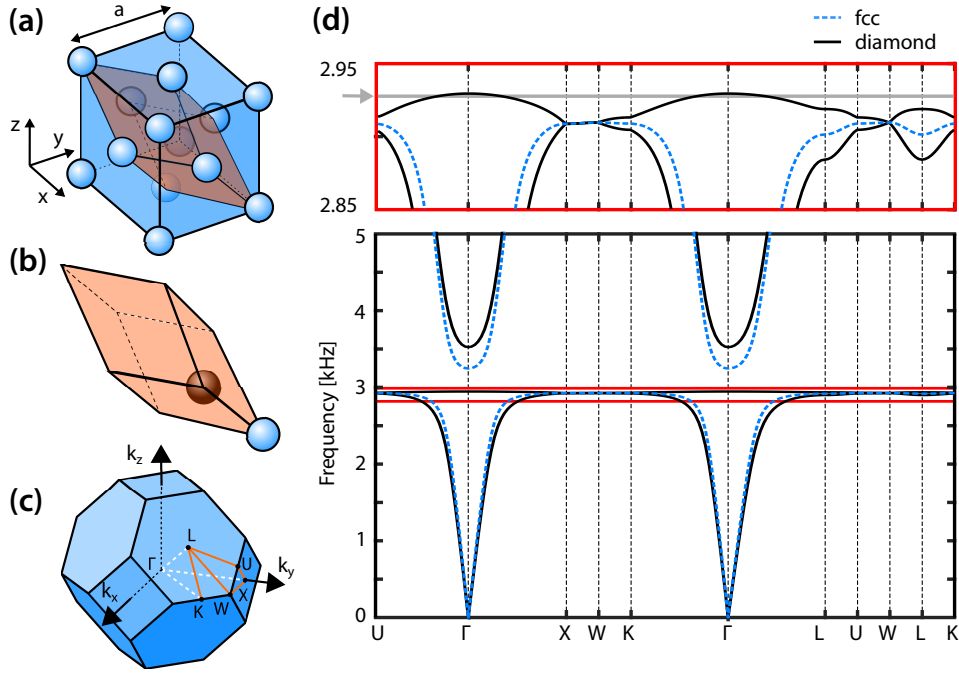 (a)
a
z
y
x
(b)
(c)
k_z
L
Γ
U
k_y
X
k_x
K
W
(d)
fcc
diamond
2.95
2.85
5
4
3
2
1
0
Frequency [kHz]
U Γ X W K Γ L U W L K